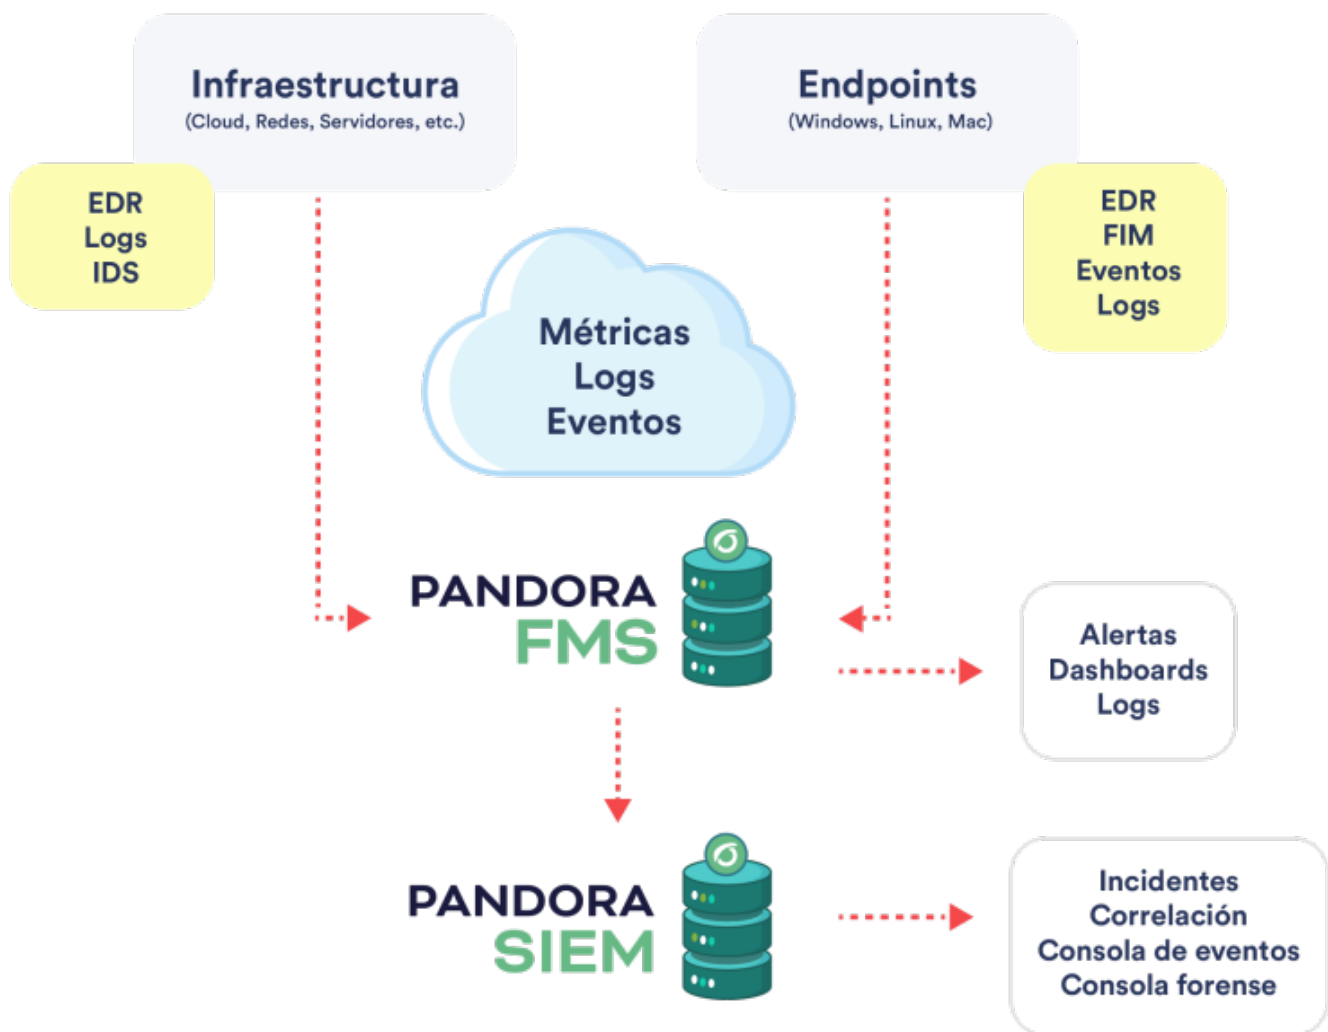 Infraestructura
(Cloud, Redes, Servidores, etc.)
Endpoints
(Windows, Linux, Mac)
EDR
Logs
IDS
EDR
FIM
Eventos
Logs
Métricas
Logs
Eventos
PANDORA
FMS
Alertas
Dashboards
Logs
PANDORA
SIEM
Incidentes
Correlación
Consola de eventos
Consola forense